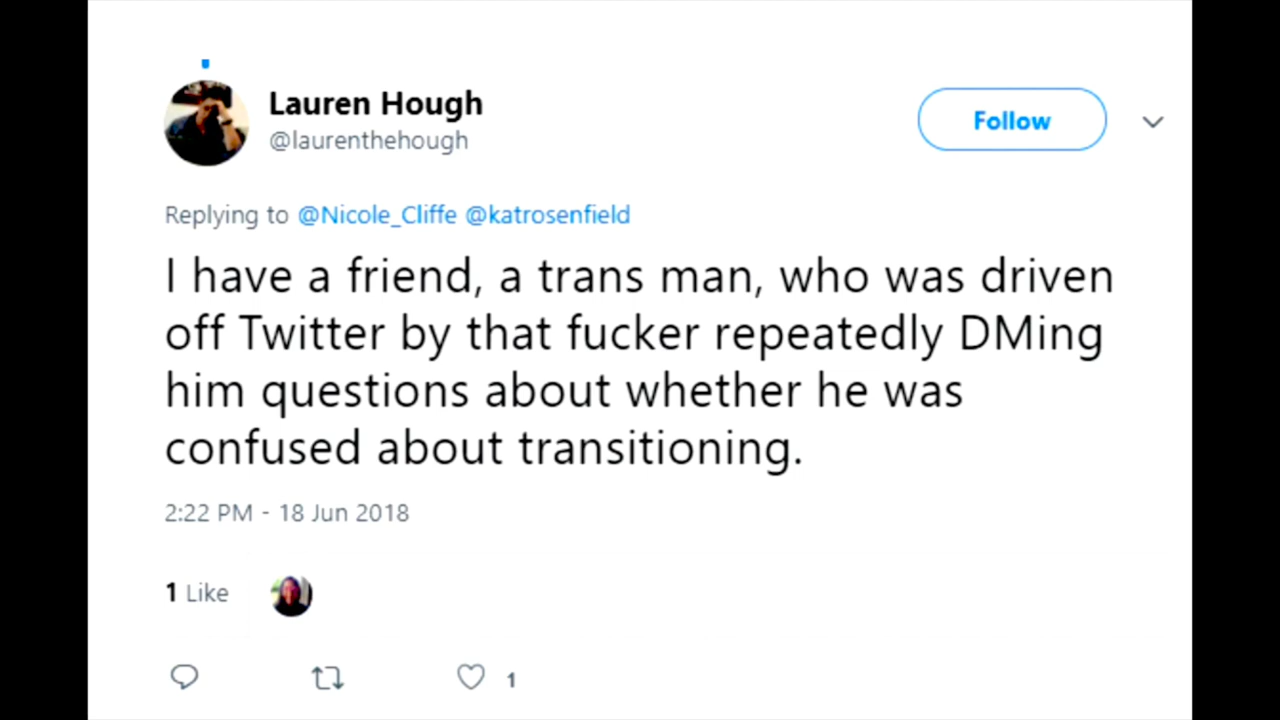 Lauren Hough
@laurenthehough
Follow
Replying to @Nicole_Cliffe @katrosenfield
I have a friend, a trans man, who was driven
off Twitter by that fucker repeatedly DMing
him questions about whether he was
confused about transitioning.
2:22 PM - 18 Jun 2018
1 Like
1